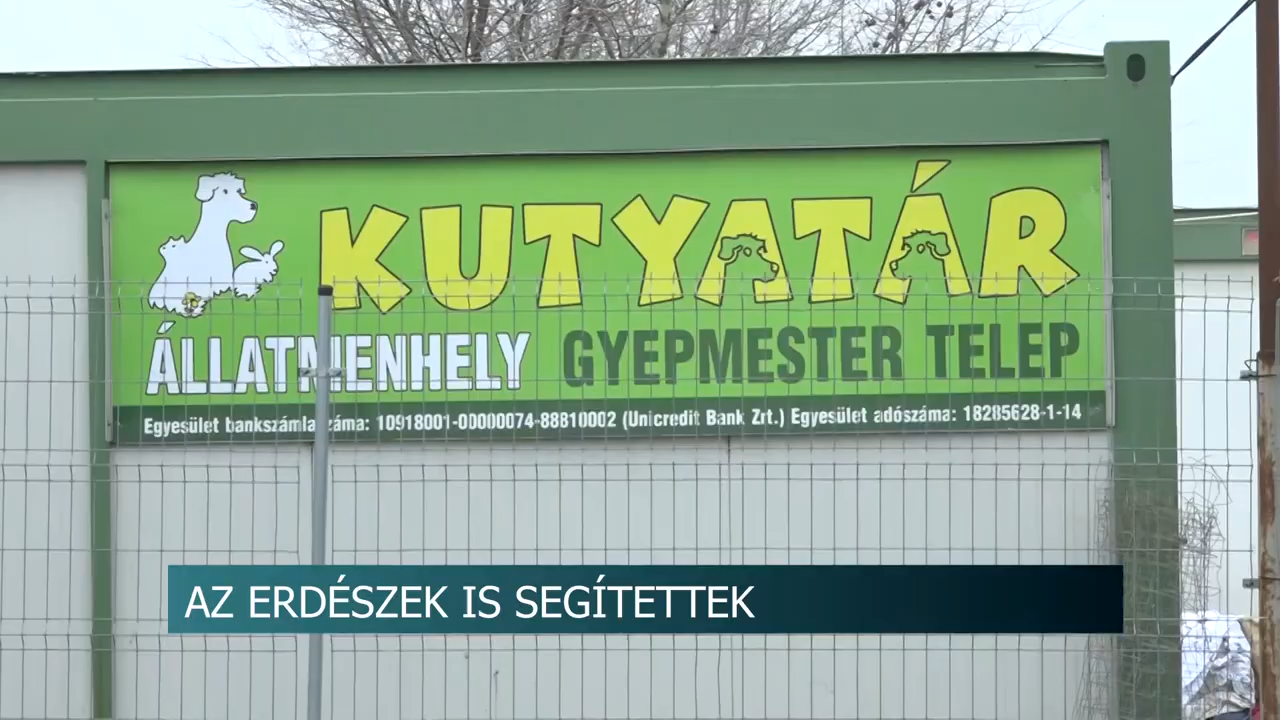 KUTYATÁR
ÁLLATMENHELY GYEPMESTER TELEP
Egyesület bankszámlaszáma: 10918001-00000074-88810002 (Unicredit Bank Zrt.) Egyesület adószáma: 18285628-1-14
AZ ERDÉSZEK IS SEGÍTETTEK